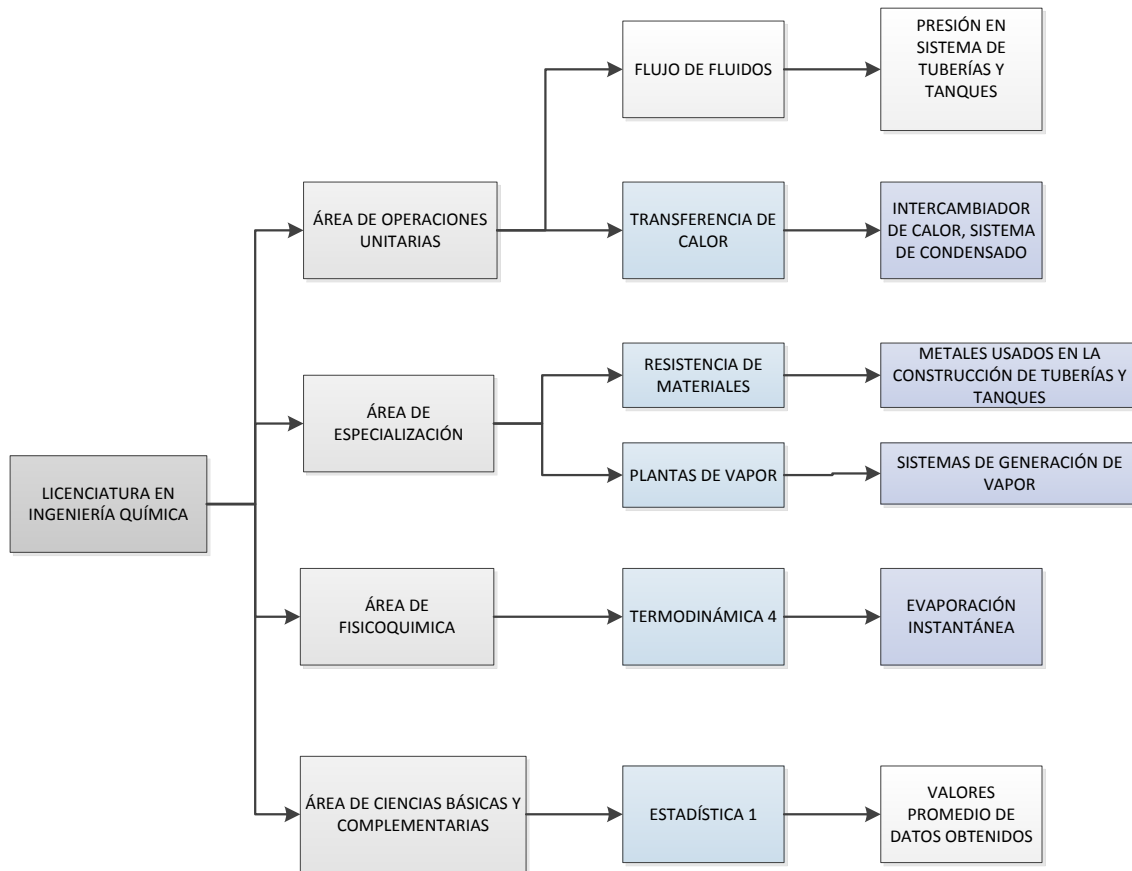 FLUJO DE FLUIDOS
PRESIÓN EN
SISTEMA DE
TUBERÍAS Y
TANQUES
ÁREA DE OPERACIONES
UNITARIAS
TRANSFERENCIA DE
CALOR
INTERCAMBIADOR
DE CALOR, SISTEMA
DE CONDENSADO
RESISTENCIA DE
MATERIALES
METALES USADOS EN LA
CONSTRUCCIÓN DE TUBERÍAS Y
TANQUES
ÁREA DE
ESPECIALIZACIÓN
PLANTAS DE VAPOR
SISTEMAS DE GENERACIÓN DE
VAPOR
LICENCIATURA EN
INGENIERÍA QUÍMICA
ÁREA DE
FISICOQUIMICA
TERMODINÁMICA 4
EVAPORACIÓN
INSTANTÁNEA
ÁREA DE CIENCIAS BÁSICAS Y
COMPLEMENTARIAS
ESTADÍSTICA 1
VALORES
PROMEDIO DE
DATOS OBTENIDOS